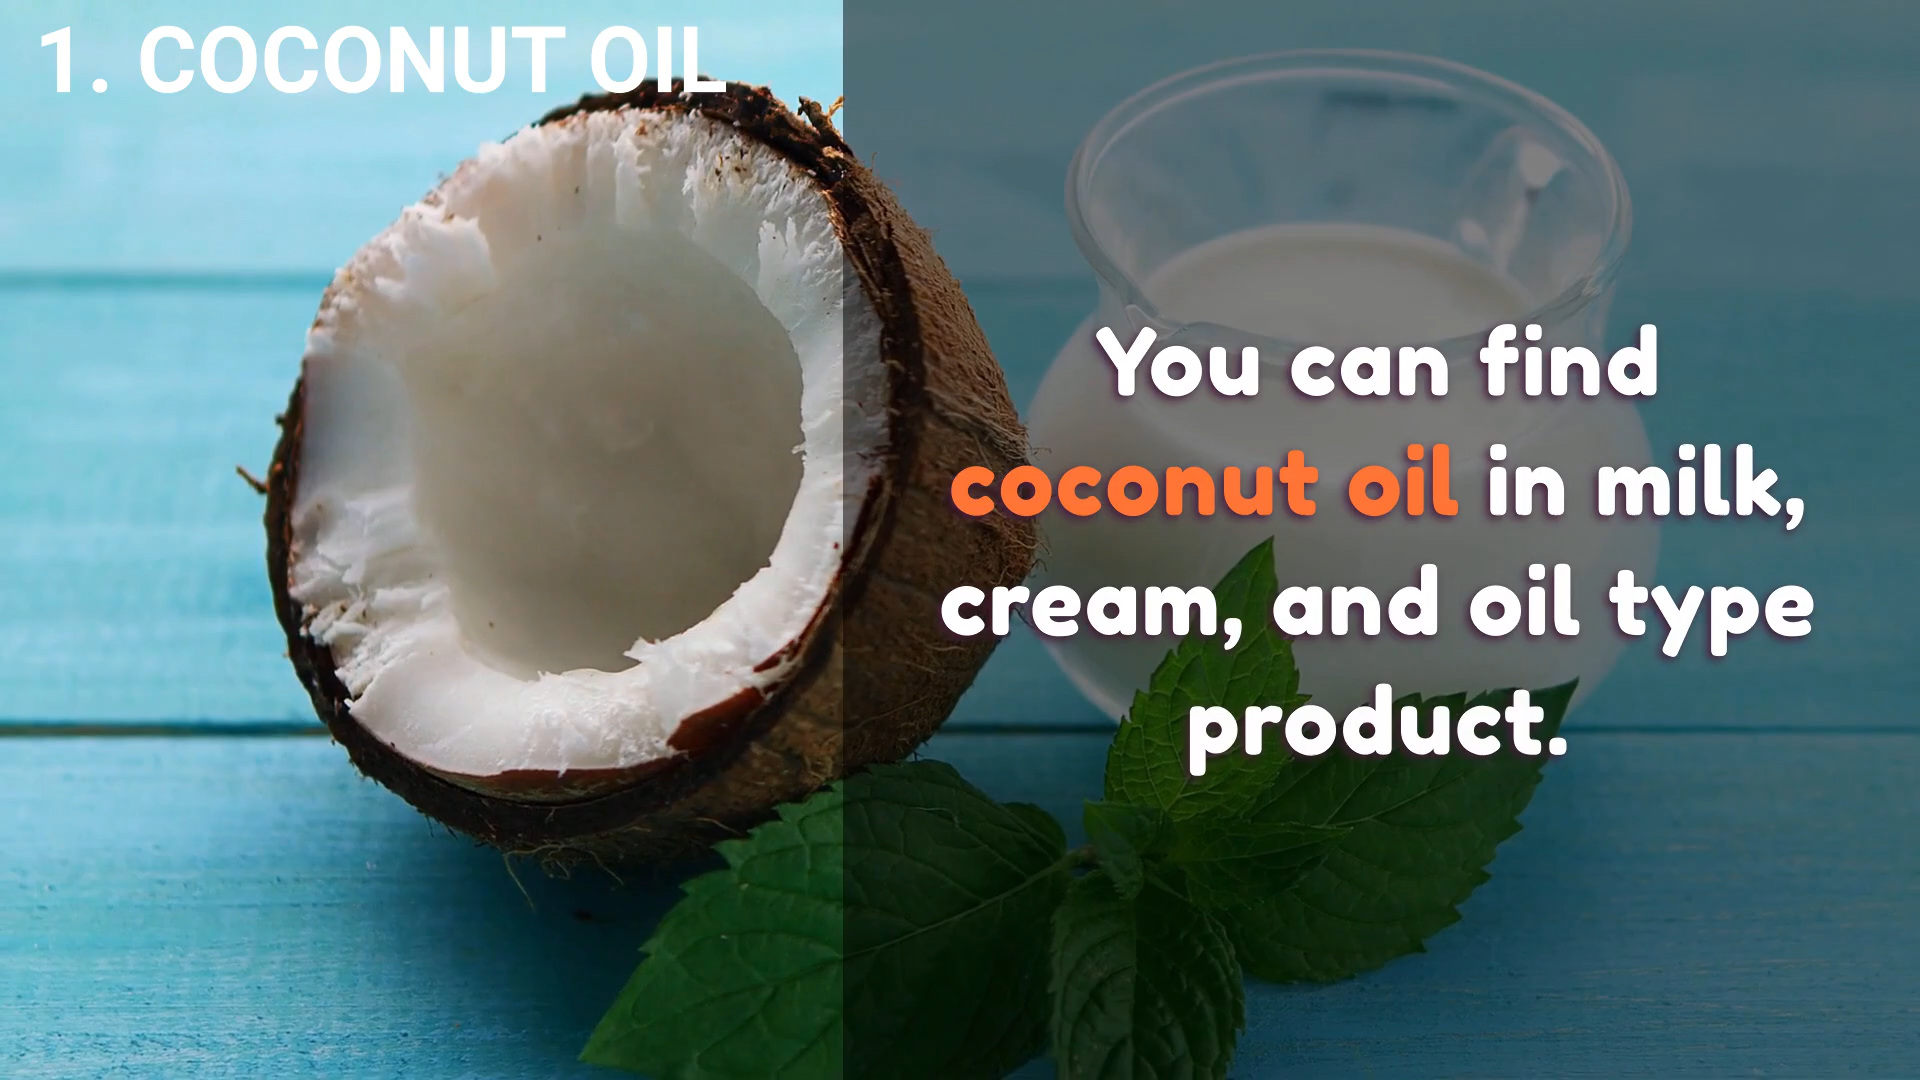 1. COCONUT OIL
You can find
coconut oil in milk,
cream, and oil type
product.